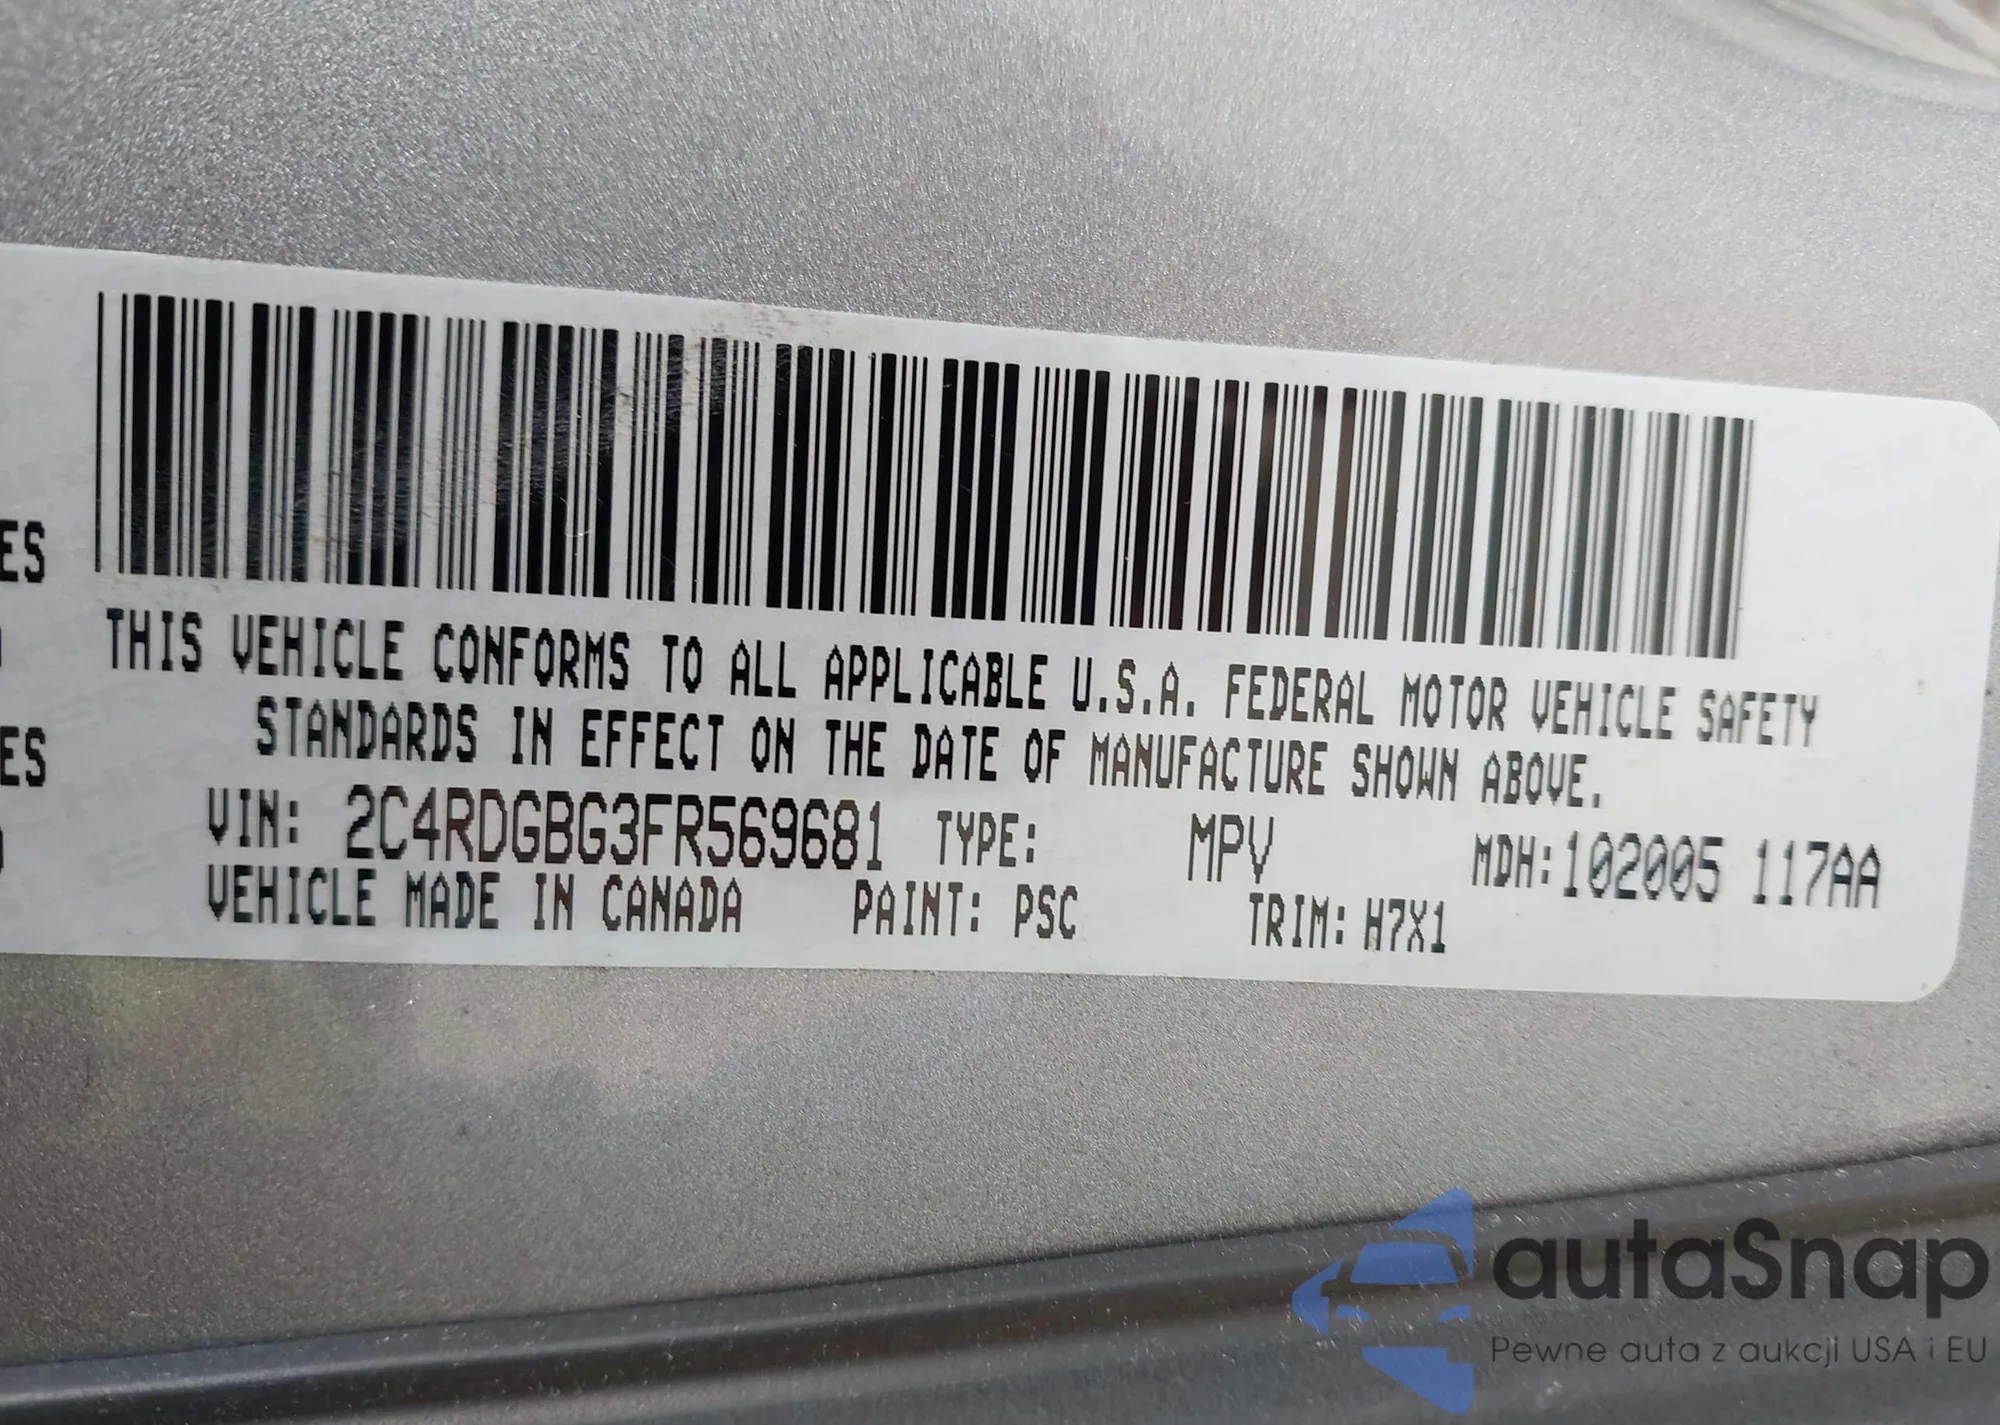 ES
ES
THIS VEHICLE CONFORMS TO ALL APPLICABLE U.S.A. FEDERAL MOTOR VEHICLE SAFETY
STANDARDS IN EFFECT ON THE DATE OF MANUFACTURE SHOWN ABOVE.
VIN: 2C4RDGBG3FR569681 TYPE: MPV MDH:102005 117AA
VEHICLE MADE IN CANADA PAINT: PSC TRIM: H7X1
autaSnap
Pewne auta z aukcji USA i EU